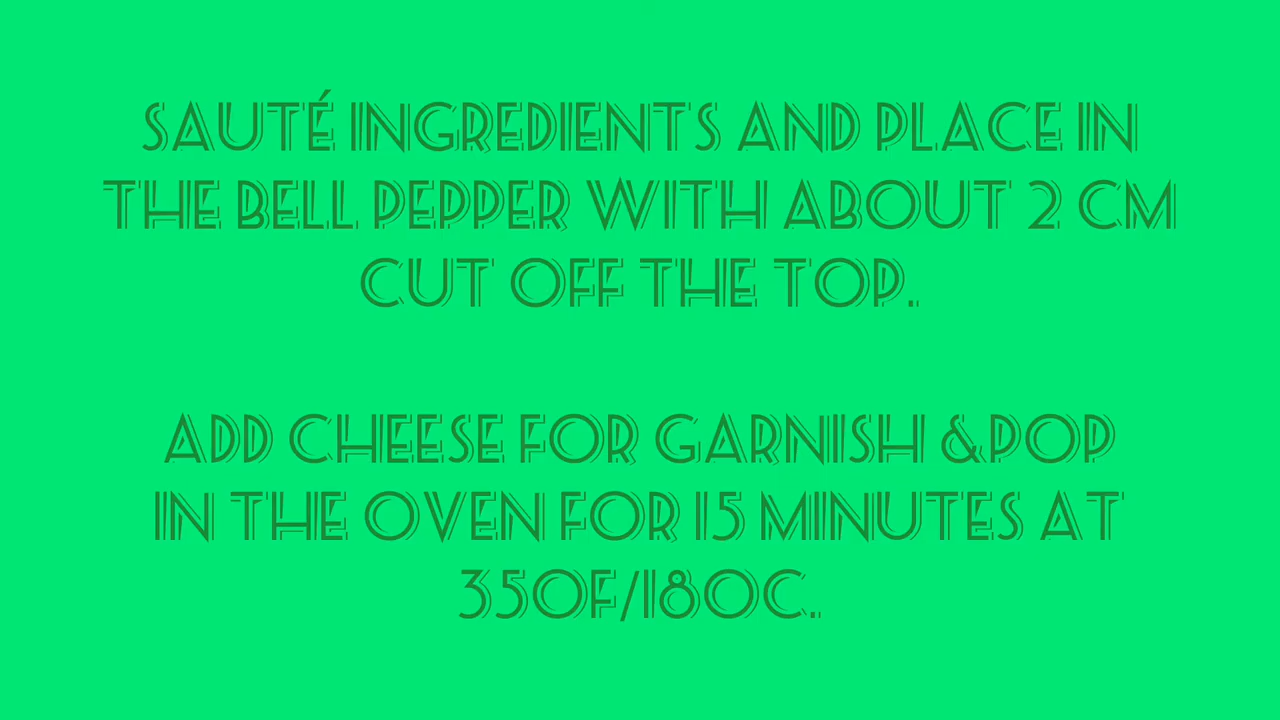 SAUTÉ INGREDIENTS AND PLACE IN
THE BELL PEPPER WITH ABOUT 2 CM
CUT OFF THE TOP.
ADD CHEESE FOR GARNISH &POP
IN THE OVEN FOR 15 MINUTES AT
350F/180C.